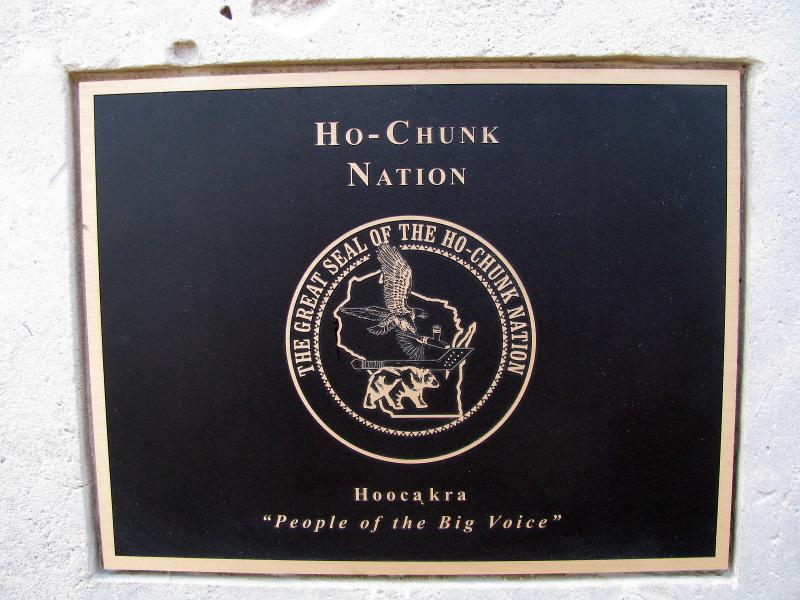 HO-CHUNK
NATION
THE GREAT SEAL OF THE HO-CHUNK NATION
Hoocąkra
“People of the Big Voice”